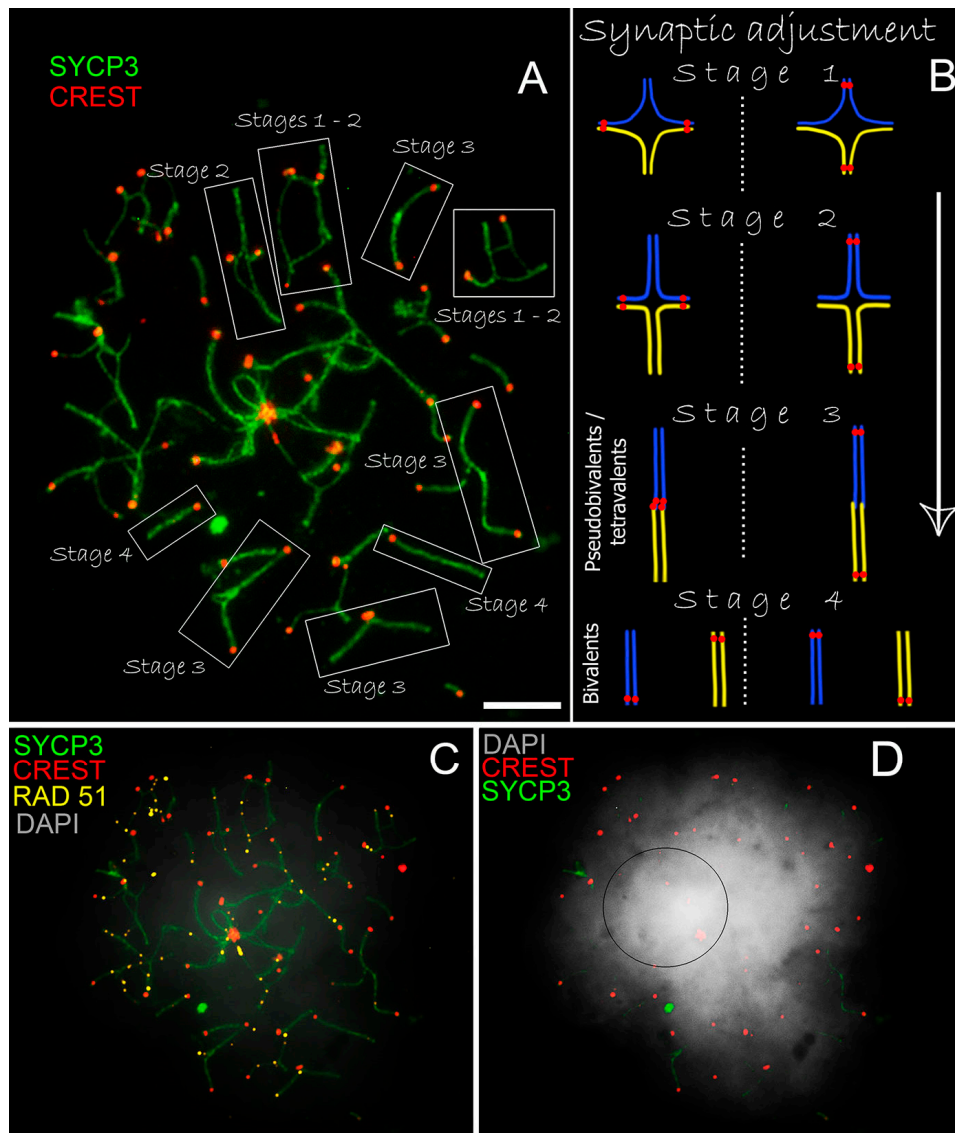 SYCP3
CREST
A
Stages 1 - 2
Stage 3
Stage 2
Stages 1 - 2
Stage 3
Stage 4
Stage 4
Stage 3
Stage 3
Synaptic adjustment
B
Stage 1
Stage 2
Stage 3
Pseudobivalents /
tetravalents
Stage 4
Bivalents
SYCP3
CREST
RAD 51
DAPI
C
DAPI
CREST
SYCP3
D